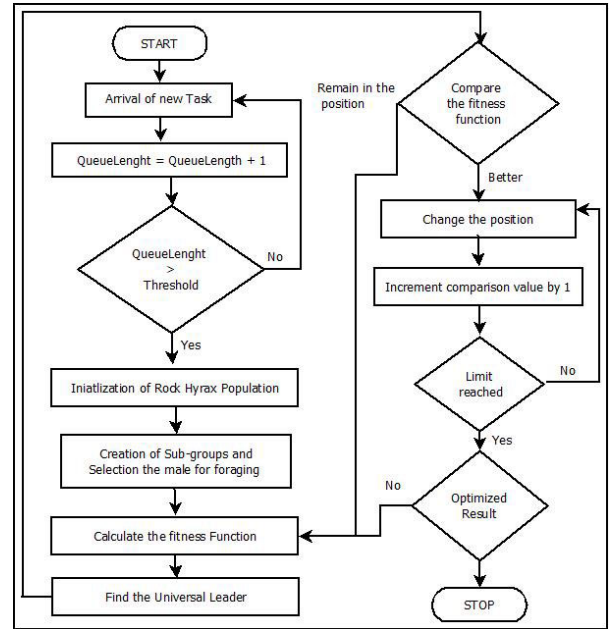 START
Arrival of new Task
QueueLenght = QueueLength + 1
QueueLenght
>
Threshold
No
Yes
Iniatlization of Rock Hyrax Population
Creation of Sub-groups and
Selection the male for foraging
Calculate the fitness Function
Find the Universal Leader
Remain in the
position
Compare
the fitness
function
Better
Change the position
Increment comparison value by 1
Limit
reached
No
Yes
No
Optimized
Result
STOP